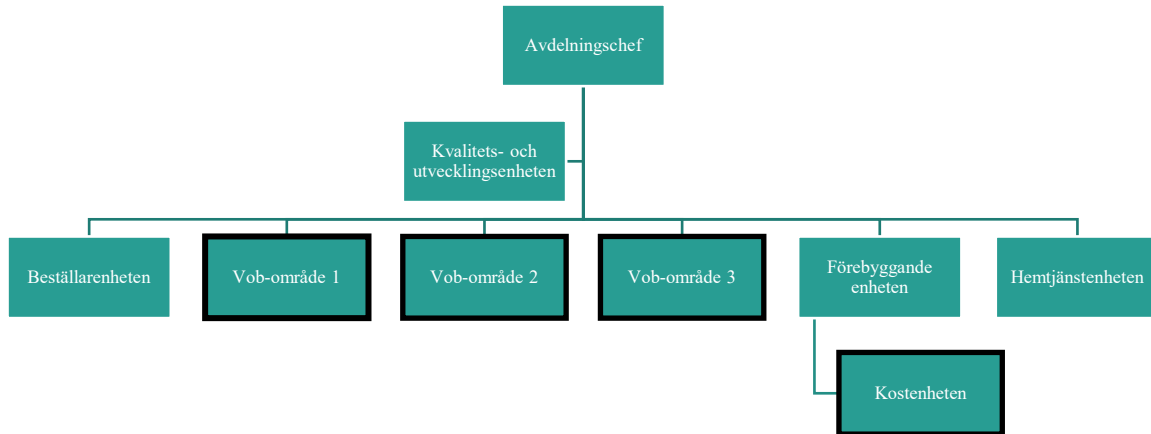 Avdelningschef
Kvalitets- och
utvecklingsenheten
Beställarenheten
Vob-område 1
Vob-område 2
Vob-område 3
Förebyggande
enheten
Hemtjänstenheten
Kostenheten